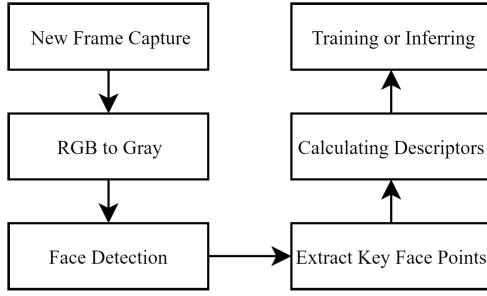 New Frame Capture
RGB to Gray
Face Detection
Extract Key Face Points
Calculating Descriptors
Training or Inferring